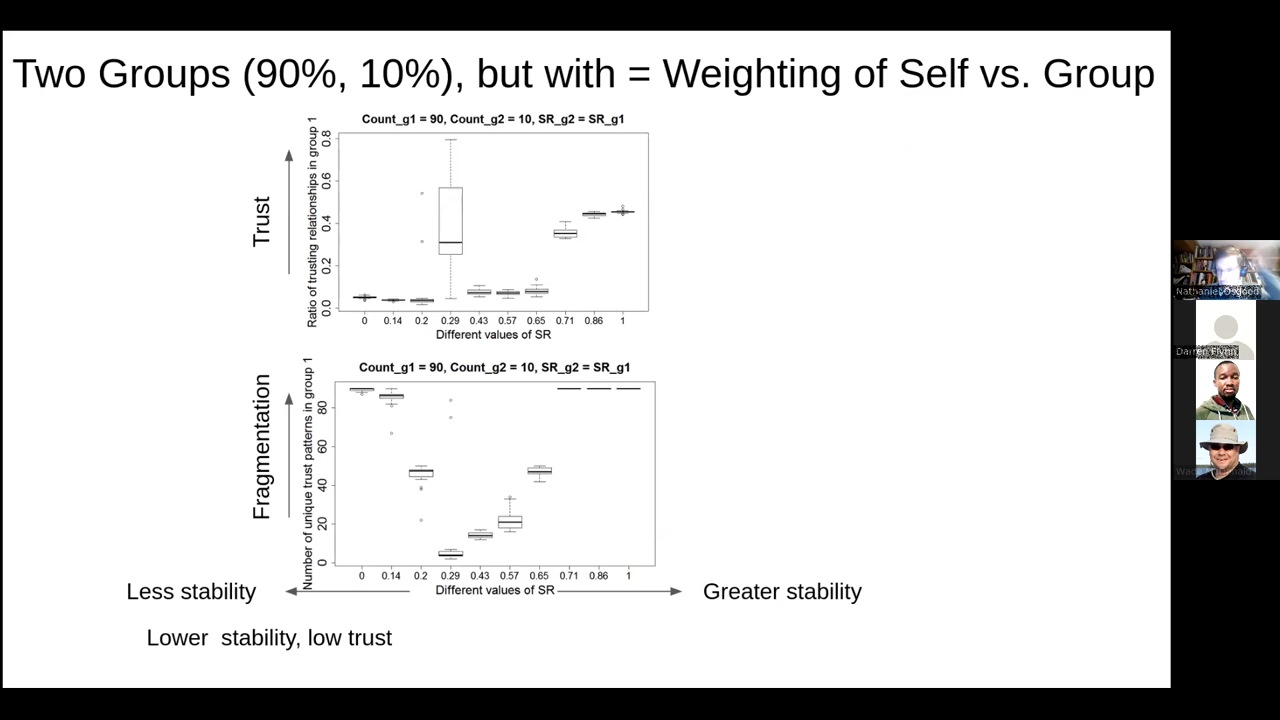 Two Groups (90%, 10%), but with = Weighting of Self vs. Group
Count_g1 = 90, Count_g2 = 10, SR_g2 = SR_g1
Trust
Ratio of trusting relationships in group 1
0.8
0.6
0.4
0.2
0.0
0 0.14 0.2 0.29 0.43 0.57 0.65 0.71 0.86 1
Different values of SR
Count_g1 = 90, Count_g2 = 10, SR_g2 = SR_g1
Fragmentation
Number of unique trust patterns in group 1
80
60
40
20
0
0 0.14 0.2 0.29 0.43 0.57 0.65 0.71 0.86 1
Less stability
Different values of SR
Greater stability
Lower stability, low trust
Nathaniel Osgood
Darren Flynn